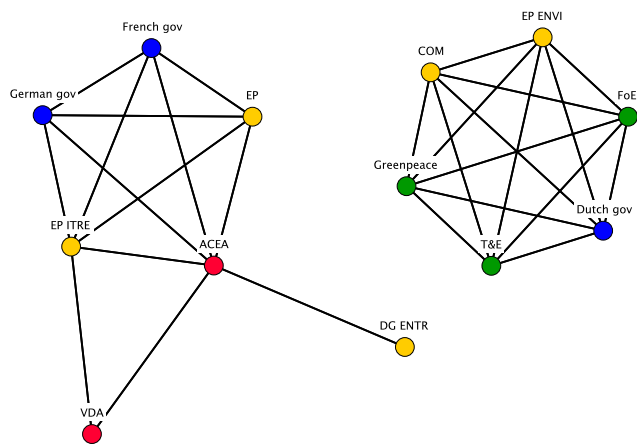 French gov
EP ENVI
COM
German gov
EP
FoE
Greenpeace
Dutch gov
EP ITRE
ACEA
T&E
DG ENTR
VDA